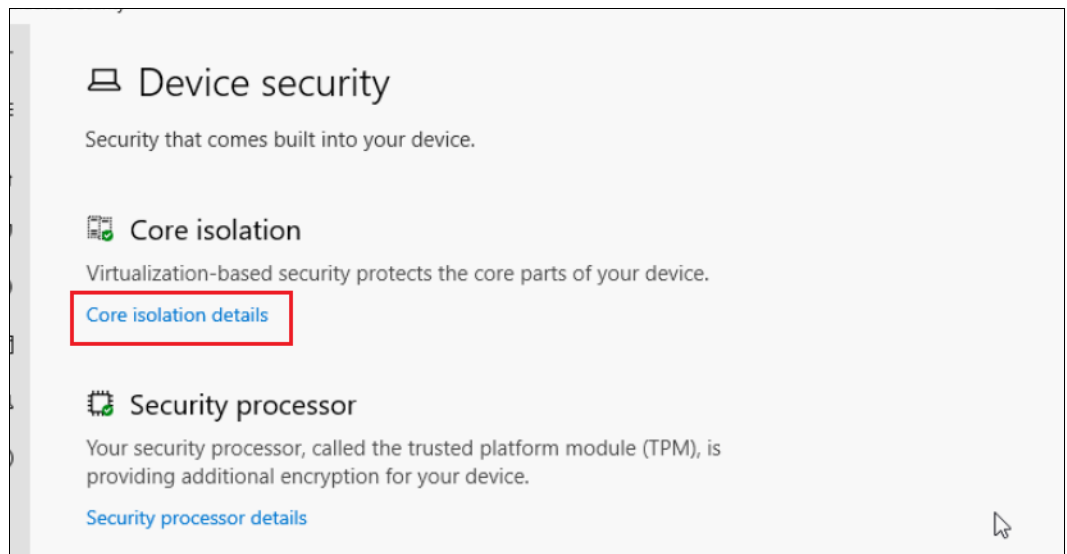 Device security
Security that comes built into your device.
Core isolation
Virtualization-based security protects the core parts of your device.
Core isolation details
Security processor
Your security processor, called the trusted platform module (TPM), is
providing additional encryption for your device.
Security processor details